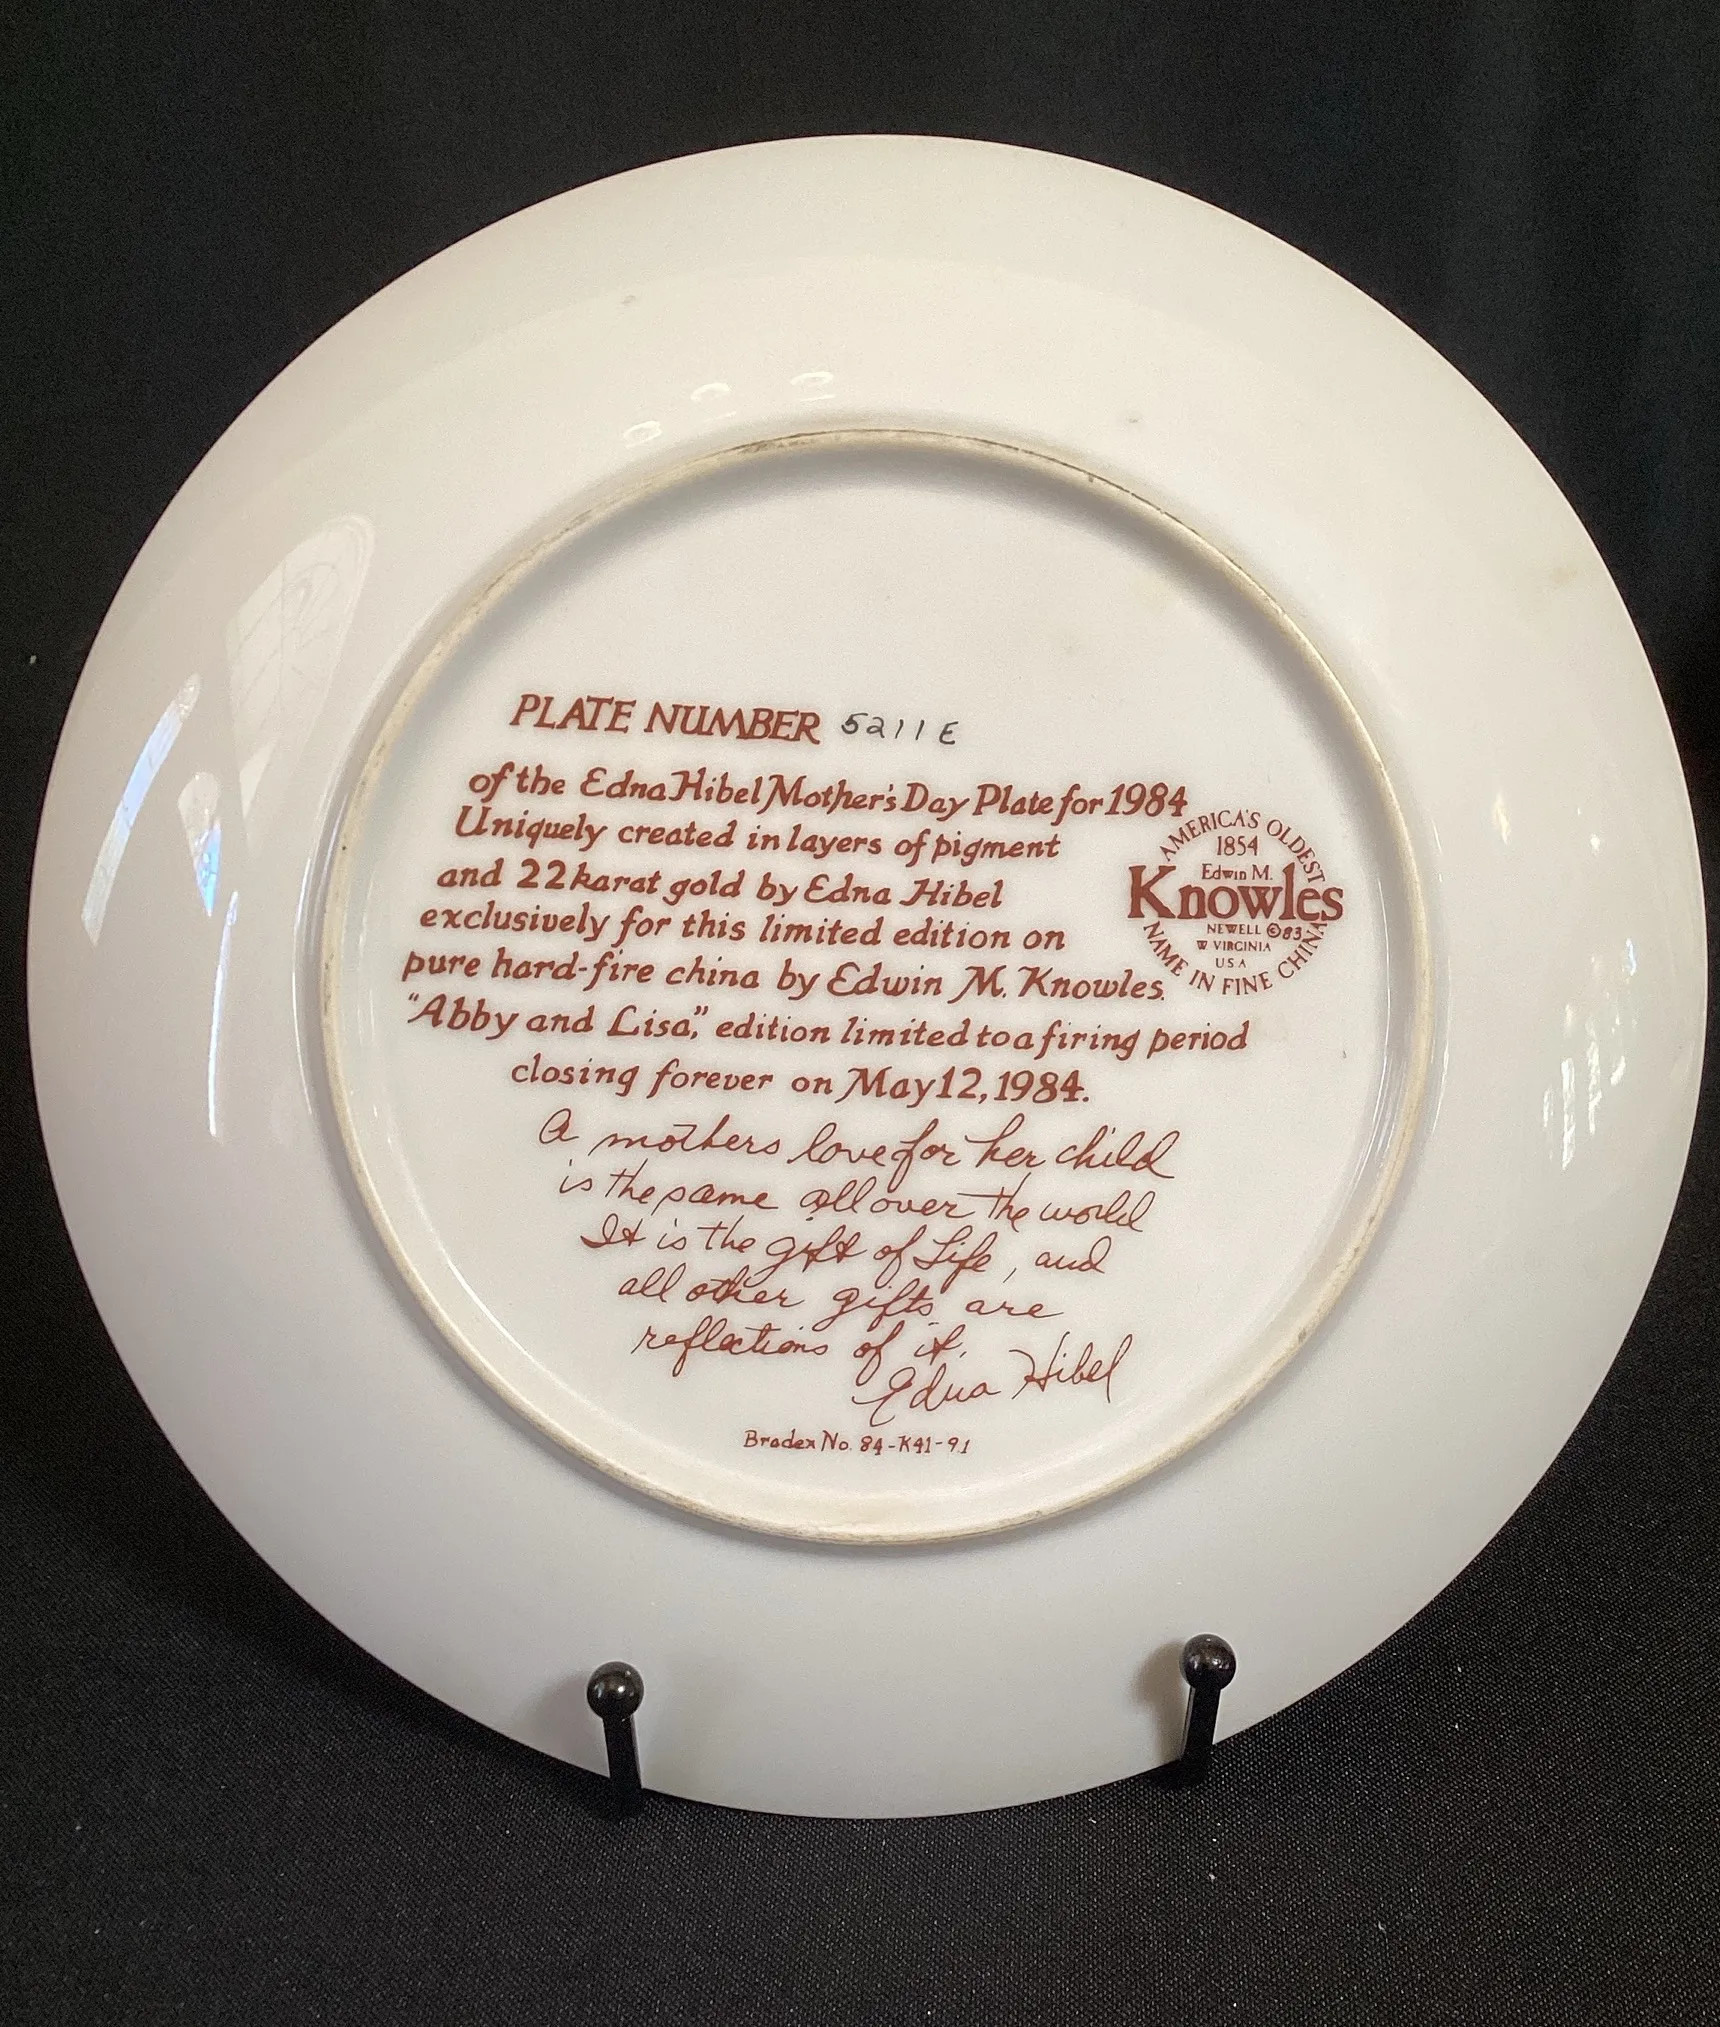 PLATE NUMBER 5211E
of the Edna Hibel Mother's Day Plate for 1984
Uniquely created in layers of pigment
and 22 karat gold by Edna Hibel
exclusively for this limited edition on
pure hard-fire china by Edwin M. Knowles.
"Abby and Lisa," edition limited to a firing period
closing forever on May 12, 1984.
A mothers love for her child
is the same all over the world
It is the gift of Life, and
all other gifts are
reflections of it.
Edna Hibel
Bradex No. 84-K41-9.1
AMERICA'S OLDEST
1854
Edwin M.
Knowles
NEWELL ©83
W VIRGINIA
USA
NAME IN FINE CHINA